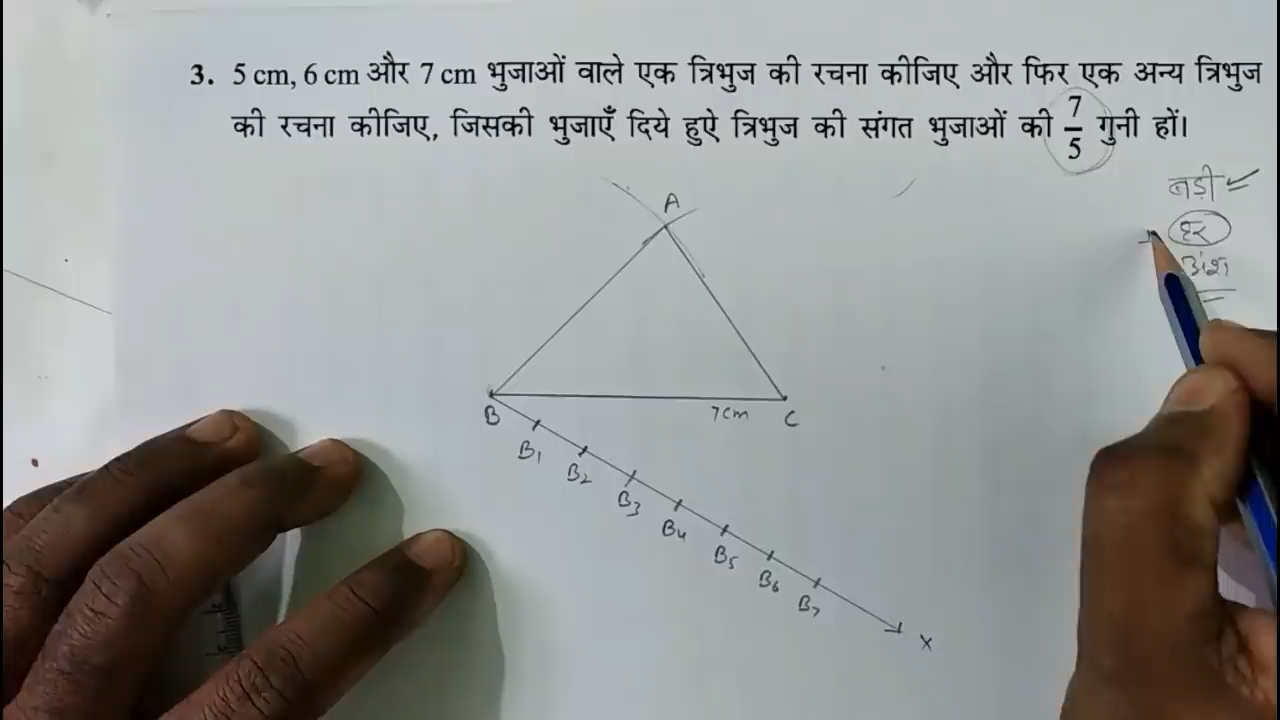 3. 5 cm, 6 cm और 7 cm भुजाओं वाले एक त्रिभुज की रचना कीजिए और फिर एक अन्य त्रिभुज
की रचना कीजिए, जिसकी भुजाएँ दिये हुऐ त्रिभुज की संगत भुजाओं की 7/5 गुनी हों।
बड़ी
हर
अंश
A
B
7cm
C
B1
B2
B3
B4
B5
B6
B7
X